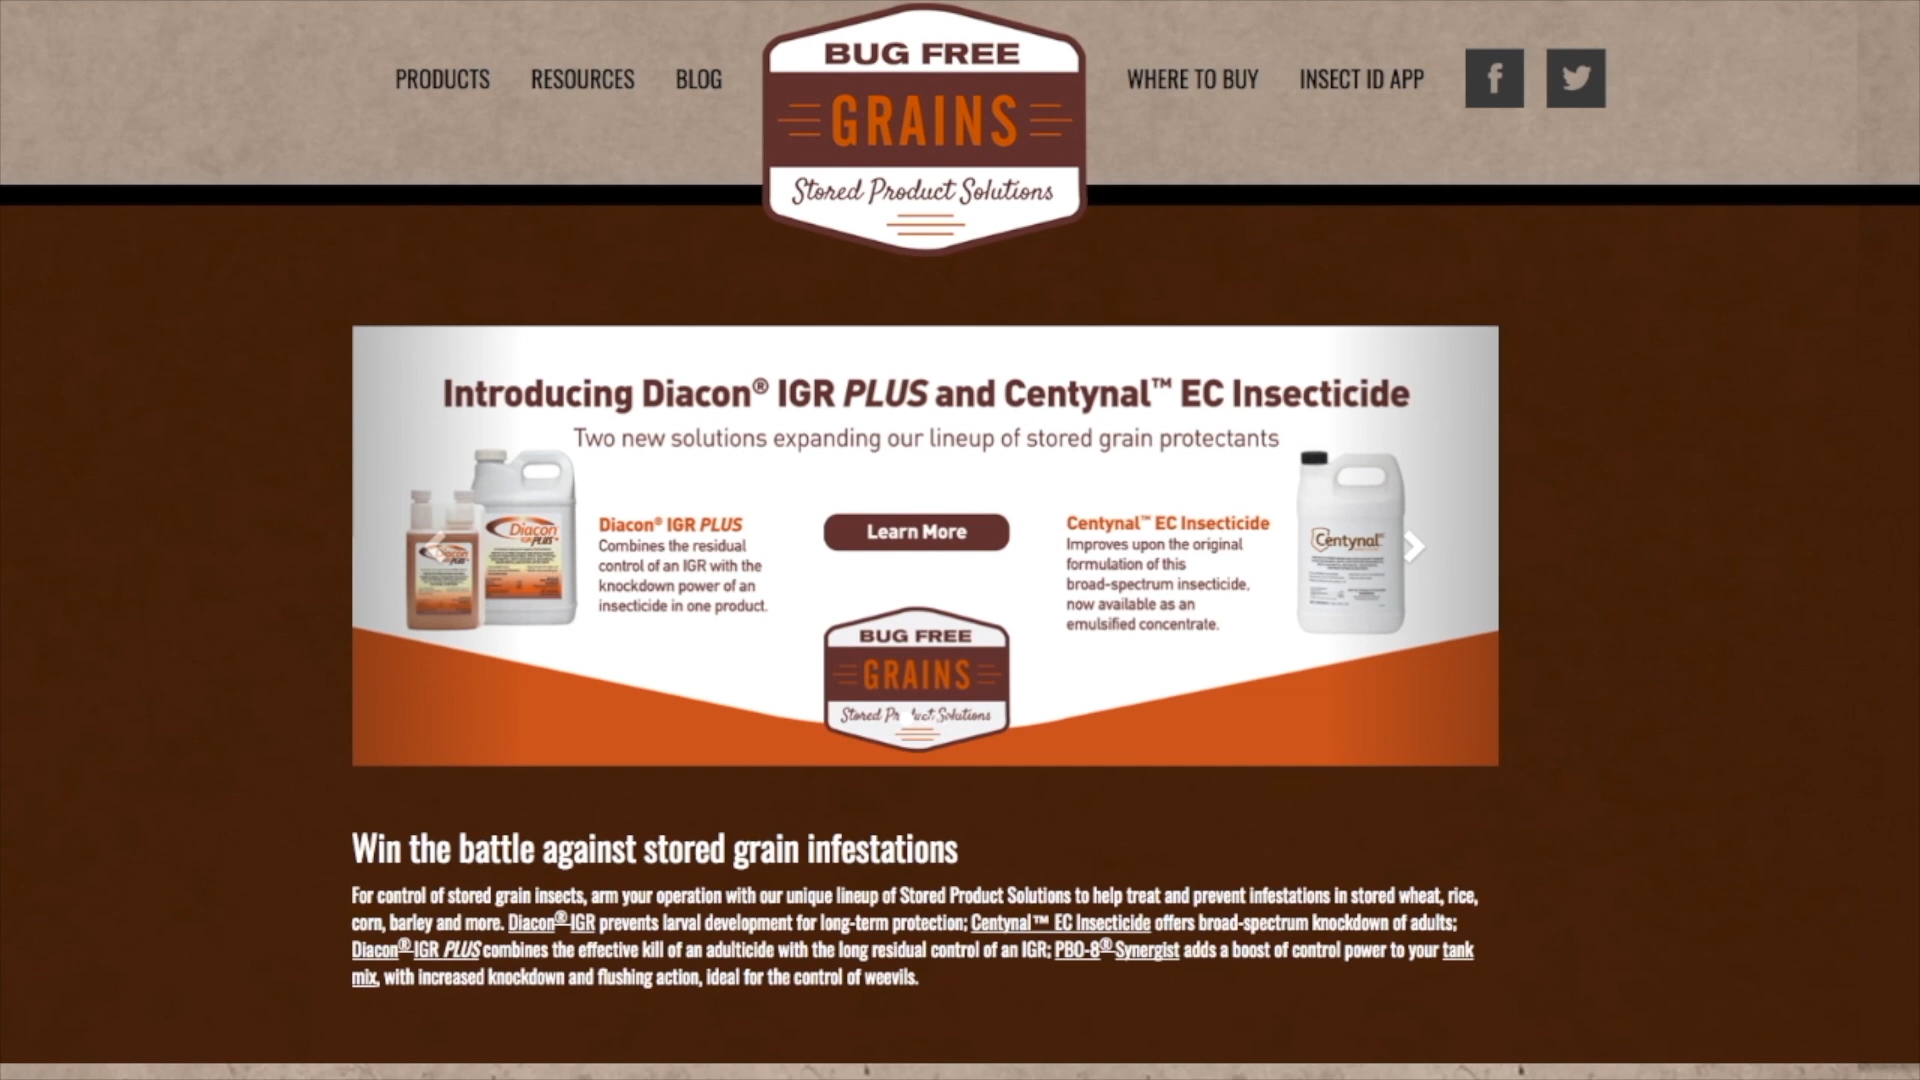 PRODUCTS
RESOURCES
BLOG
BUG FREE
GRAINS
Stored Product Solutions
WHERE TO BUY
INSECT ID APP
Introducing Diacon® IGR PLUS and Centynal™ EC Insecticide
Two new solutions expanding our lineup of stored grain protectants
Diacon
IGR PLUS
Diacon
PLUS
Diacon® IGR PLUS
Combines the residual
control of an IGR with the
knockdown power of an
insecticide in one product.
Learn More
Centynal™ EC Insecticide
Improves upon the original
formulation of this
broad-spectrum insecticide,
now available as an
emulsified concentrate.
Centynal
BUG FREE
GRAINS
Stored Product Solutions
Win the battle against stored grain infestations
For control of stored grain insects, arm your operation with our unique lineup of Stored Product Solutions to help treat and prevent infestations in stored wheat, rice,
corn, barley and more. Diacon® IGR prevents larval development for long-term protection; Centynal™ EC Insecticide offers broad-spectrum knockdown of adults;
Diacon® IGR PLUS combines the effective kill of an adulticide with the long residual control of an IGR; PBO-8® Synergist adds a boost of control power to your tank
mix, with increased knockdown and flushing action, ideal for the control of weevils.